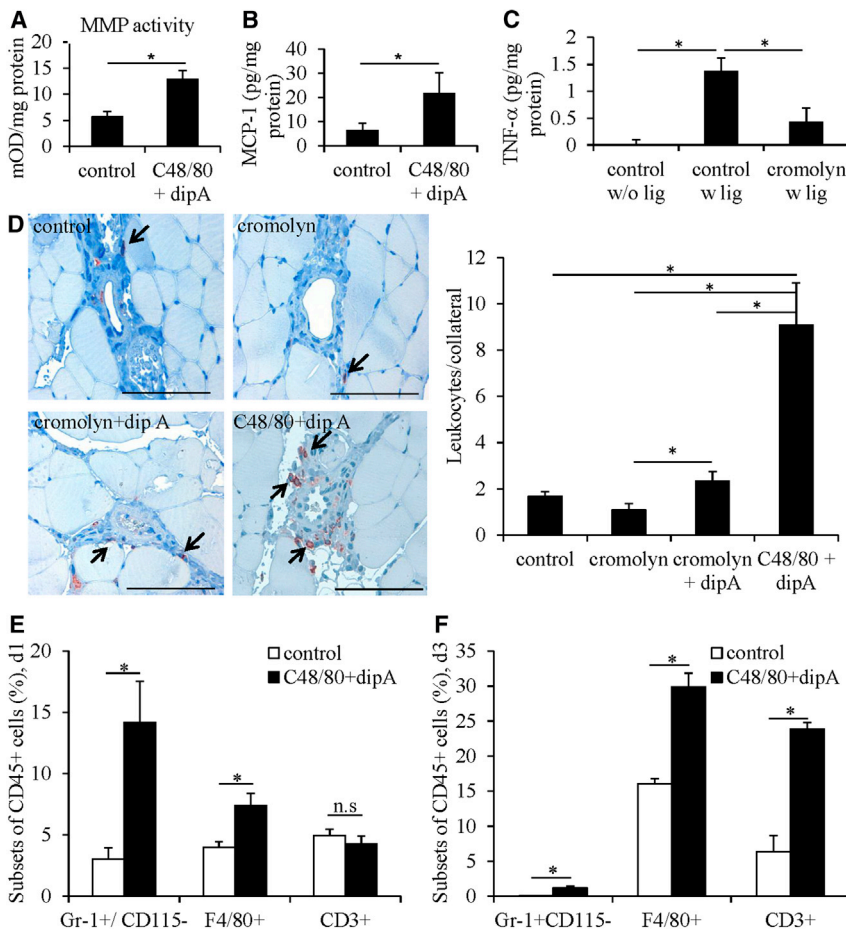 A
MMP activity
mOD/mg protein
20
15
10
5
0
*
control
C48/80
+ dipA
B
MCP-1 (pg/mg
protein)
40
30
20
10
0
*
control
C48/80
+ dipA
C
TNF-α (pg/mg
protein)
2
1.5
1
0.5
0
*
*
control
w/o lig
control
w lig
cromolyn
w lig
D
control
cromolyn
cromolyn+dip A
C48/80+dip A
Leukocytes/collateral
12
10
8
6
4
2
0
*
*
*
*
control
cromolyn
cromolyn
+ dipA
C48/80 +
dipA
E
Subsets of CD45+ cells (%), d1
20
15
10
5
0
control
C48/80+dipA
*
*
n.s
Gr-1+/ CD115-
F4/80+
CD3+
F
Subsets of CD45+ cells (%), d3
35
30
25
20
15
10
5
0
control
C48/80+dipA
*
*
*
Gr-1+CD115-
F4/80+
CD3+